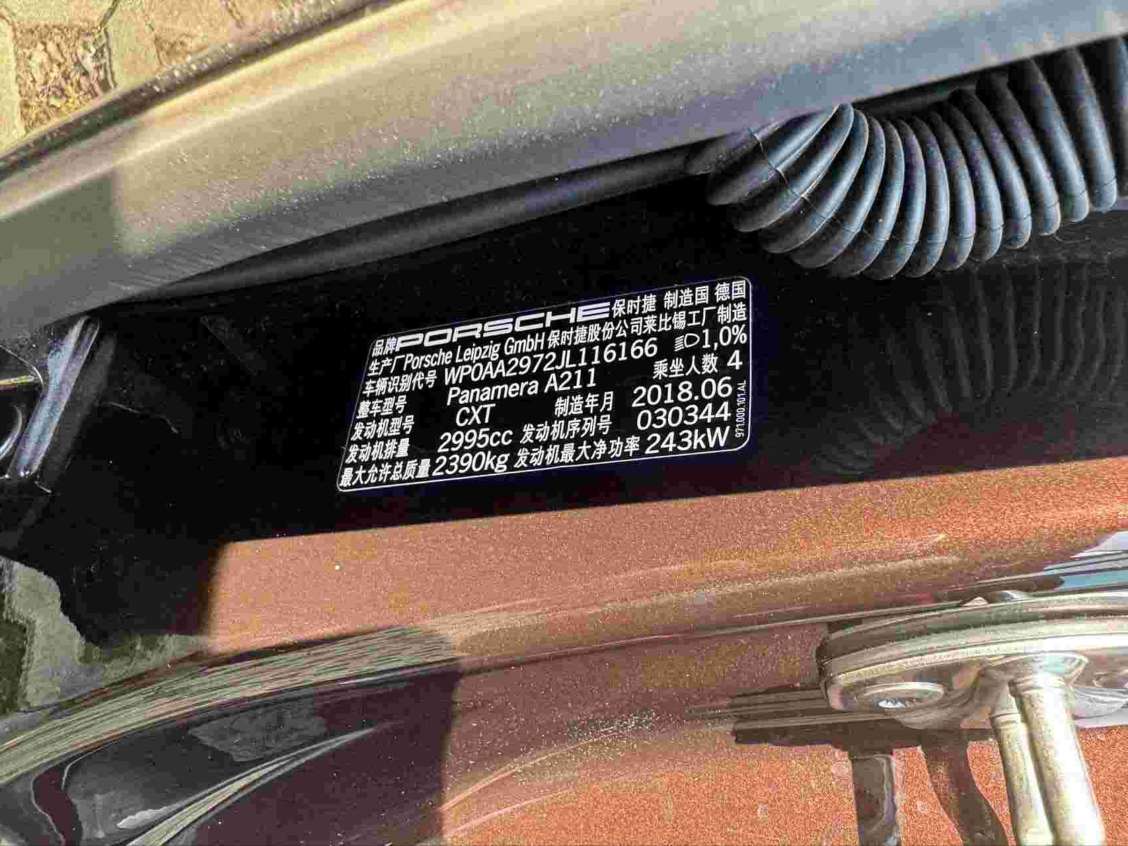 品牌PORSCHE保时捷 制造国 德国
生产厂Porsche Leipzig GmbH 保时捷股份公司莱比锡工厂制造
车辆识别代号 WP0AA2972JL116166 1,0%
整车型号 Panamera A211 乘坐人数 4
发动机型号 CXT 制造年月 2018.06
发动机排量 2995cc 发动机序列号 030344
最大允许总质量 2390kg 发动机最大净功率 243kW
971.000.101.AL